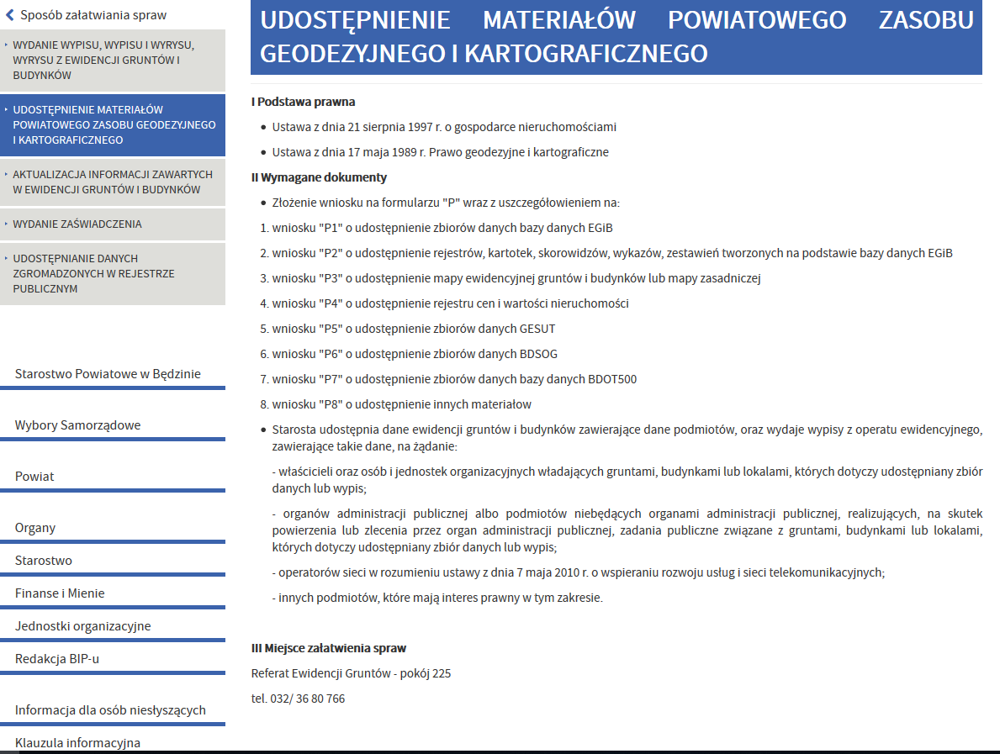 Sposób załatwiania spraw
WYDANIE WYPISU, WYPISU I WYRYSU,
WYRYSU Z EWIDENCJI GRUNTÓW I
BUDYNKÓW
UDOSTĘPNIENIE MATERIAŁÓW
POWIATOWEGO ZASOBU GEODEZYJNEGO
I KARTOGRAFICZNEGO
AKTUALIZACJA INFORMACJI ZAWARTYCH
W EWIDENCJI GRUNTÓW I BUDYNKÓW
WYDANIE ZAŚWIADCZENIA
UDOSTĘPNIANIE DANYCH
ZGROMADZONYCH W REJESTRZE
PUBLICZNYM
Starostwo Powiatowe w Będzinie
Wybory Samorządowe
Powiat
Organy
Starostwo
Finanse i Mienie
Jednostki organizacyjne
Redakcja BIP-u
Informacja dla osób niesłyszących
Klauzula informacyjna
UDOSTĘPNIENIE MATERIAŁÓW POWIATOWEGO ZASOBU
GEODEZYJNEGO I KARTOGRAFICZNEGO
I Podstawa prawna
• Ustawa z dnia 21 sierpnia 1997 r. o gospodarce nieruchomościami
• Ustawa z dnia 17 maja 1989 r. Prawo geodezyjne i kartograficzne
II Wymagane dokumenty
• Złożenie wniosku na formularzu "P" wraz z uszczegółowieniem na:
1. wniosku "P1" o udostępnienie zbiorów danych bazy danych EGiB
2. wniosku "P2" o udostępnienie rejestrów, kartotek, skorowidzów, wykazów, zestawień tworzonych na podstawie bazy danych EGiB
3. wniosku "P3" o udostępnienie mapy ewidencyjnej gruntów i budynków lub mapy zasadniczej
4. wniosku "P4" o udostępnienie rejestru cen i wartości nieruchomości
5. wniosku "P5" o udostępnienie zbiorów danych GESUT
6. wniosku "P6" o udostępnienie zbiorów danych BDSOG
7. wniosku "P7" o udostępnienie zbiorów danych bazy danych BDOT500
8. wniosku "P8" o udostępnienie innych materiałow
• Starosta udostępnia dane ewidencji gruntów i budynków zawierające dane podmiotów, oraz wydaje wypisy z operatu ewidencyjnego,
zawierające takie dane, na żądanie:
- właścicieli oraz osób i jednostek organizacyjnych władających gruntami, budynkami lub lokalami, których dotyczy udostępniany zbiór
danych lub wypis;
- organów administracji publicznej albo podmiotów niebędących organami administracji publicznej, realizujących, na skutek
powierzenia lub zlecenia przez organ administracji publicznej, zadania publiczne związane z gruntami, budynkami lub lokalami,
których dotyczy udostępniany zbiór danych lub wypis;
- operatorów sieci w rozumieniu ustawy z dnia 7 maja 2010 r. o wspieraniu rozwoju usług i sieci telekomunikacyjnych;
- innych podmiotów, które mają interes prawny w tym zakresie.
III Miejsce załatwienia spraw
Referat Ewidencji Gruntów - pokój 225
tel. 032/ 36 80 766